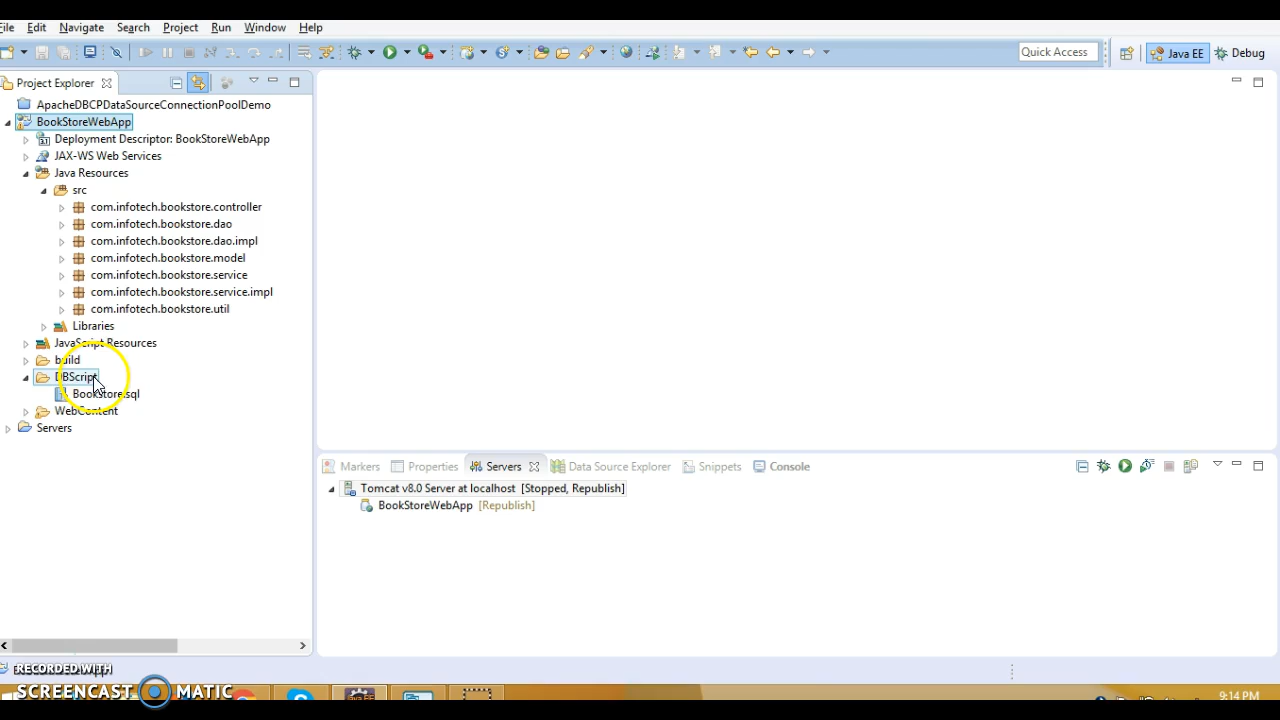 File Edit Navigate Search Project Run Window Help
Quick Access Java EE Debug
Project Explorer
ApacheDBCPDataSourceConnectionPoolDemo
BookStoreWebApp
Deployment Descriptor: BookStoreWebApp
JAX-WS Web Services
Java Resources
src
com.infotech.bookstore.controller
com.infotech.bookstore.dao
com.infotech.bookstore.dao.impl
com.infotech.bookstore.model
com.infotech.bookstore.service
com.infotech.bookstore.service.impl
com.infotech.bookstore.util
Libraries
JavaScript Resources
build
DBScript
BookStore.sql
WebContent
Servers
Markers Properties Servers Data Source Explorer Snippets Console
Tomcat v8.0 Server at localhost [Stopped, Republish]
BookStoreWebApp [Republish]
RECORDED WITH
SCREENCAST MATIC
9:14 PM